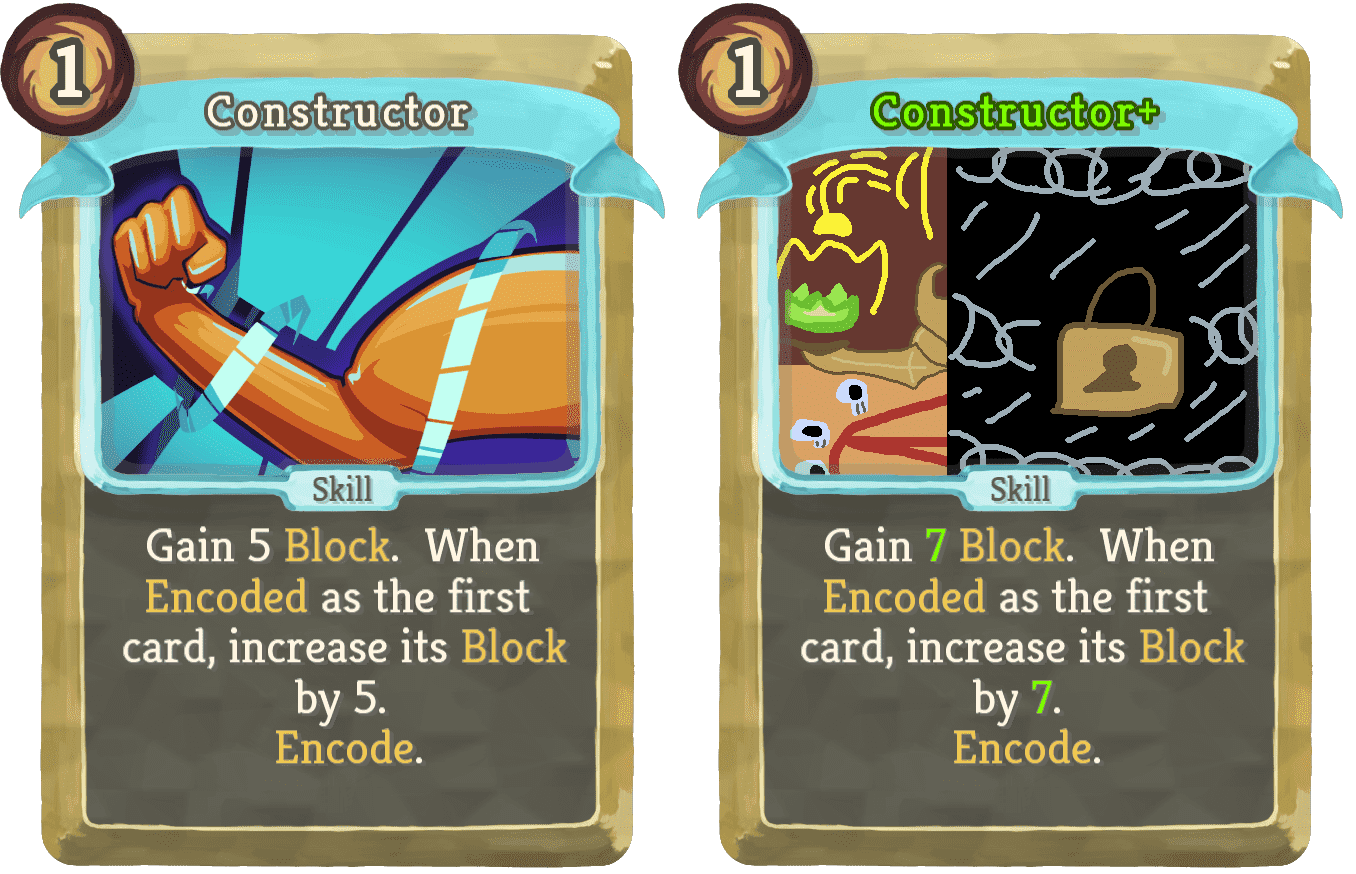 1
Constructor
Skill
Gain 5 Block.  When
Encoded as the first
card, increase its Block
by 5.
Encode.
1
Constructor+
Skill
Gain 7 Block.  When
Encoded as the first
card, increase its Block
by 7.
Encode.